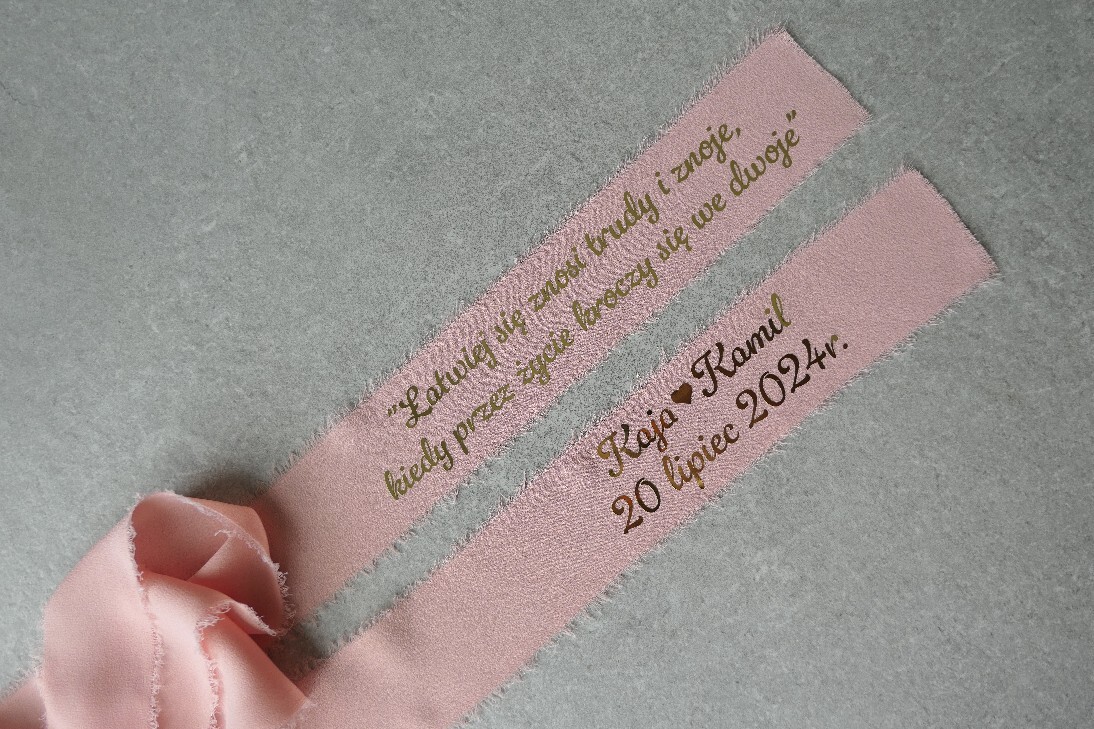 "Łatwiej się znosi trudy i znoje,
kiedy przez życie kroczy się we dwoje"
Kaja♥Kamil
20 lipiec 2024r.